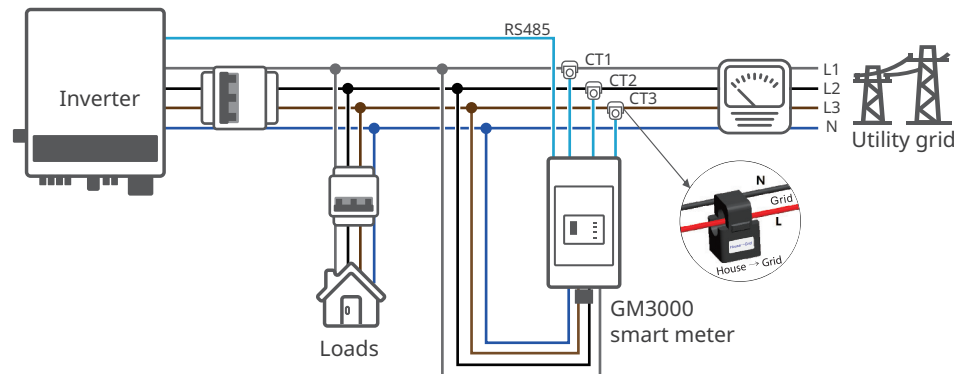 RS485
CT1
CT2
CT3
L1
L2
L3
N
Inverter
Utility grid
N
Grid
L
House→Grid
House → Grid
GM3000
smart meter
Loads